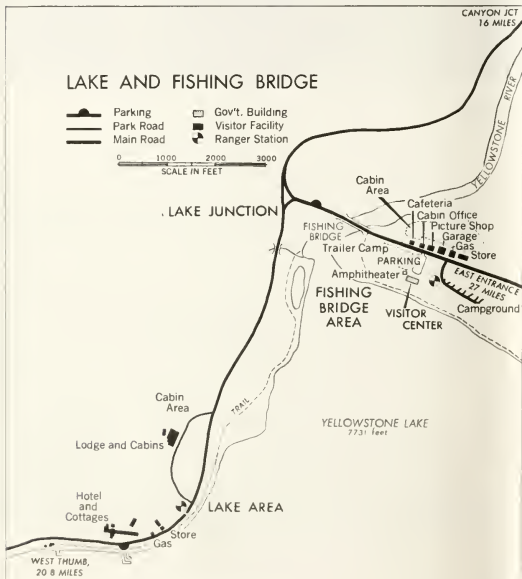 CANYON JCT
16 MILES
LAKE AND FISHING BRIDGE
Parking
Park Road
Main Road
Gov't. Building
Visitor Facility
Ranger Station
0 1000 2000 3000
SCALE IN FEET
YELLOWSTONE RIVER
Cabin
Area
Cafeteria
Cabin Office
Picture Shop
Garage
Gas
Store
LAKE JUNCTION
FISHING
BRIDGE
Trailer Camp
PARKING
Amphitheater
EAST ENTRANCE
27 MILES
FISHING
BRIDGE
AREA
VISITOR
CENTER
Campground
Cabin
Area
TRAIL
YELLOWSTONE LAKE
7731 feet
Lodge and Cabins
Hotel
and
Cottages
LAKE AREA
Store
Gas
WEST THUMB,
20 8 MILES